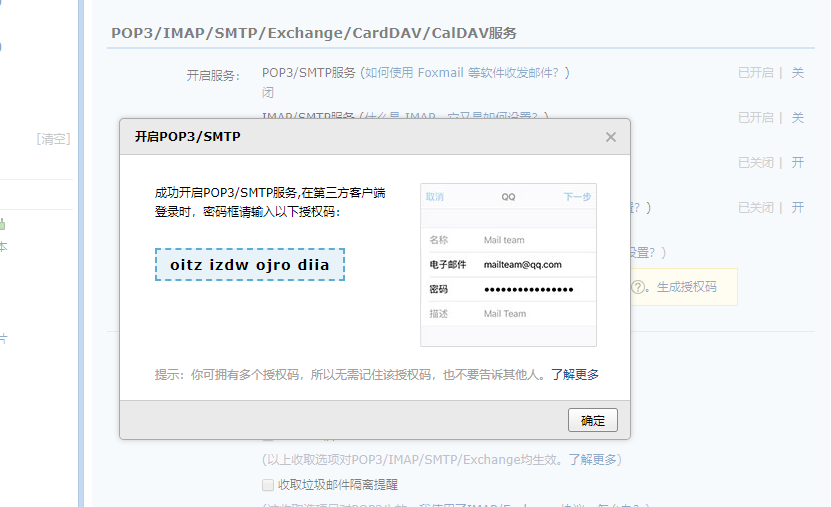 POP3/IMAP/SMTP/Exchange/CardDAV/CalDAV服务
开启服务：
POP3/SMTP服务 (如何使用 Foxmail 等软件收发邮件？)
已开启 | 关
闭
IMAP/SMTP服务 (什么是 IMAP，它又是如何设置？)
已开启 | 关
[清空]
开启POP3/SMTP
已关闭 | 开
成功开启POP3/SMTP服务,在第三方客户端
登录时，密码框请输入以下授权码：
oitz izdw ojro diia
取消
QQ
下一步
名称
Mail team
电子邮件
mailteam@qq.com
密码
●●●●●●●●●●●●●●●●
描述
Mail Team
置？)
已关闭 | 开
本
设置？)
?。生成授权码
片
提示：你可拥有多个授权码，所以无需记住该授权码，也不要告诉其他人。了解更多
确定
(以上收取选项对POP3/IMAP/SMTP/Exchange均生效。了解更多)
收取垃圾邮件隔离提醒